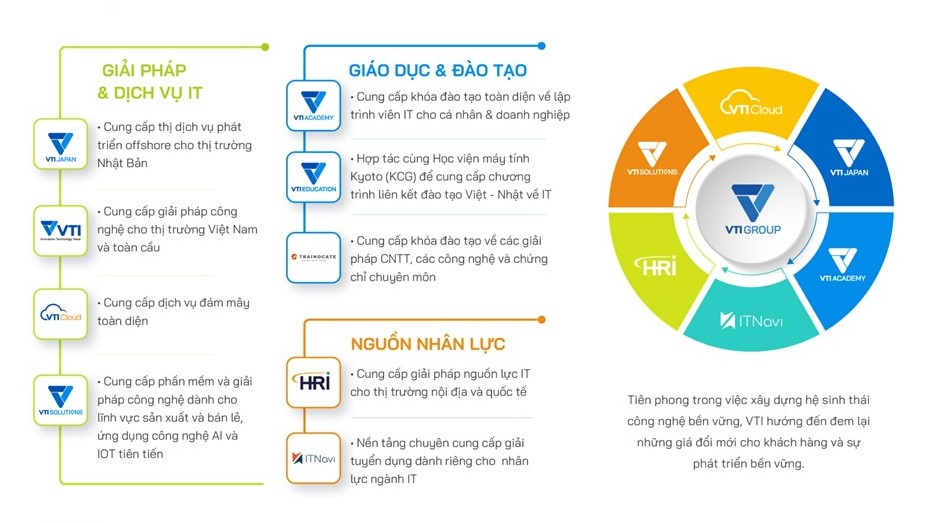 GIẢI PHÁP
& DỊCH VỤ IT
VTI JAPAN
• Cung cấp thị dịch vụ phát
triển offshore cho thị trường
Nhật Bản
VTI
Innovation Technology Value
• Cung cấp giải pháp công
nghệ cho thị trường Việt Nam
và toàn cầu
VTI Cloud
• Cung cấp dịch vụ đám mây
toàn diện
VTI SOLUTIONS
• Cung cấp phần mềm và giải
pháp công nghệ dành cho
lĩnh vực sản xuất và bán lẻ,
ứng dụng công nghệ AI và
IOT tiên tiến
GIÁO DỤC & ĐÀO TẠO
VTI ACADEMY
• Cung cấp khóa đào tạo toàn diện về lập
trình viên IT cho cá nhân & doanh nghiệp
VTI EDUCATION
• Hợp tác cùng Học viện máy tính
Kyoto (KCG) để cung cấp chương
trình liên kết đào tạo Việt - Nhật về IT
TRAINOCATE
• Cung cấp khóa đào tạo về các giải
pháp CNTT, các công nghệ và chứng
chỉ chuyên môn
NGUỒN NHÂN LỰC
HRI
• Cung cấp giải pháp nguồn lực IT
cho thị trường nội địa và quốc tế
ITNavi
• Nền tảng chuyên cung cấp giải
tuyển dụng dành riêng cho nhân
lực ngành IT
VTI Cloud
VTI SOLUTIONS
VTI JAPAN
VTI GROUP
HRI
VTI ACADEMY
ITNavi
Tiên phong trong việc xây dựng hệ sinh thái
công nghệ bền vững, VTI hướng đến đem lại
những giá đổi mới cho khách hàng và sự
phát triển bền vững.